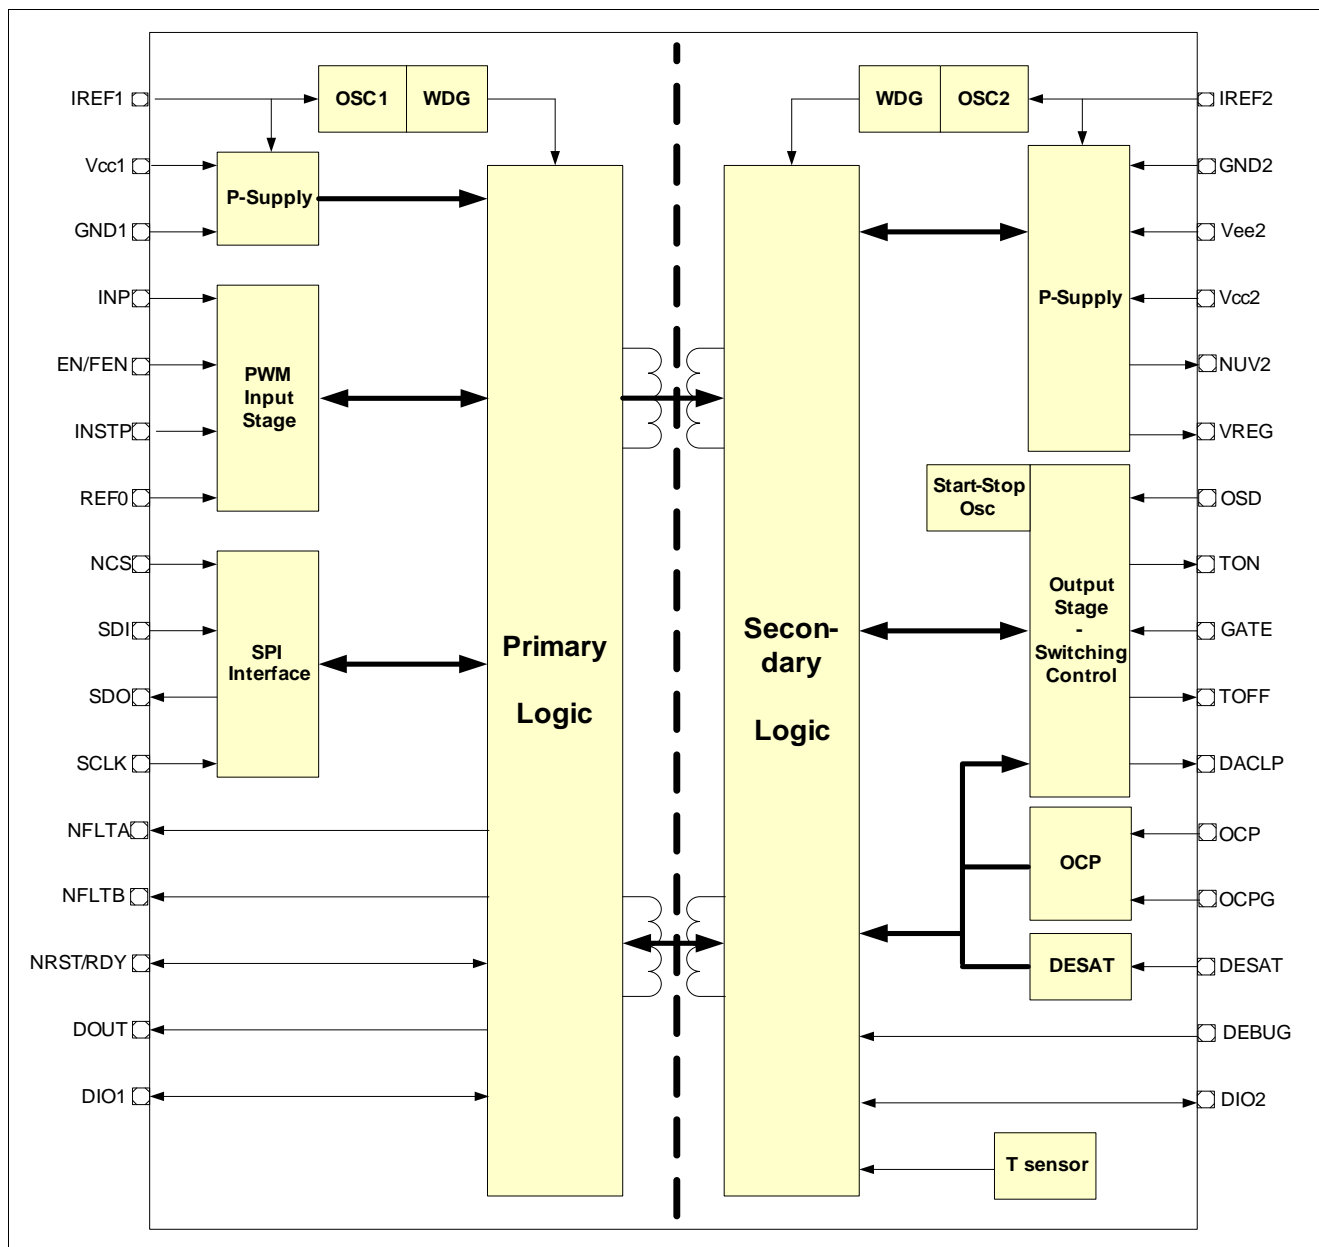 IREF1
OSC1
WDG
WDG
OSC2
IREF2
Vcc1
P-Supply
GND1
GND2
Vee2
P-Supply
Vcc2
NUV2
VREG
INP
EN/FEN
PWM
Input
Stage
INSTP
REF0
Start-Stop
Osc
OSD
NCS
SDI
SPI
Interface
SDO
SCLK
Primary
Logic
Secon-
dary
Logic
Output
Stage
-
Switching
Control
TON
GATE
TOFF
DACLP
NFLTA
NFLTB
NRST/RDY
DOUT
DIO1
OCP
OCP
OCPG
DESAT
DESAT
DEBUG
DIO2
T sensor